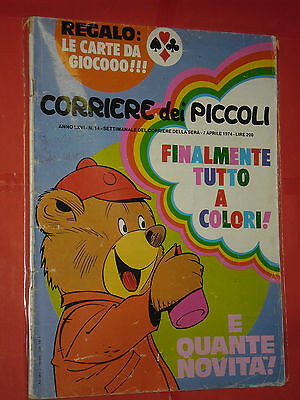 REGALO:
LE CARTE DA
GIOCOOO!!!
CORRIERE dei PICCOLI
ANNO LXVI - N. 14 - SETTIMANALE DEL CORRIERE DELLA SERA - 7 APRILE 1974 - LIRE 200
FINALMENTE
TUTTO
A
COLORI!
E
QUANTE
NOVITA'!